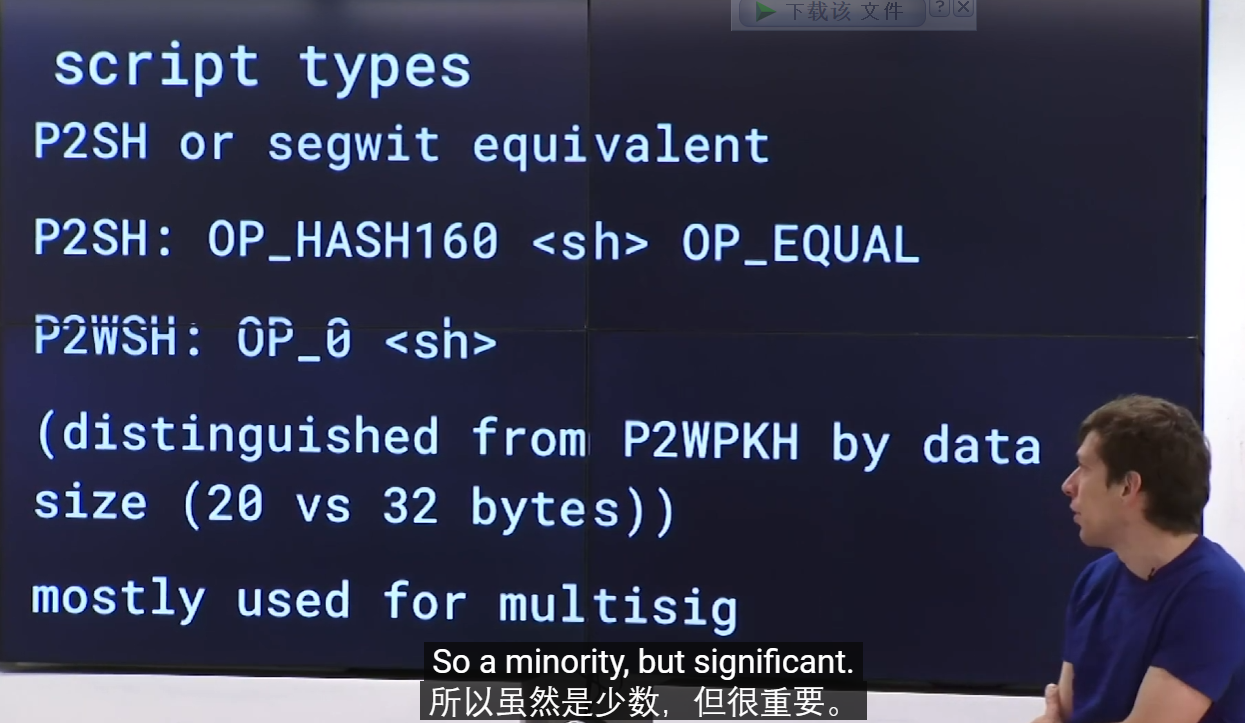 下载该 文件
?
script types
P2SH or segwit equivalent
P2SH: OP_HASH160 <sh> OP_EQUAL
P2WSH: OP_0 <sh>
(distinguished from P2WPKH by data
size (20 vs 32 bytes))
mostly used for multisig
So a minority, but significant.
所以虽然是少数，但很重要。